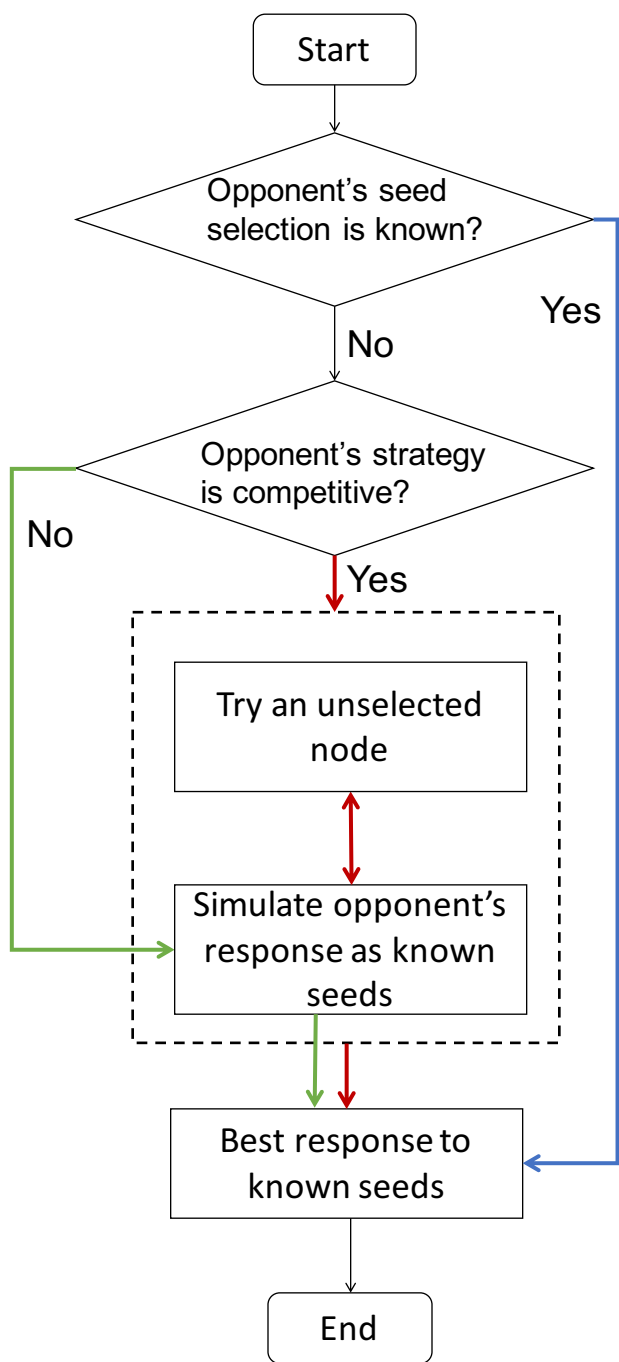 Start
Opponent’s seed
selection is known?
Yes
No
Opponent’s strategy
is competitive?
No
Yes
Try an unselected
node
Simulate opponent’s
response as known
seeds
Best response to
known seeds
End